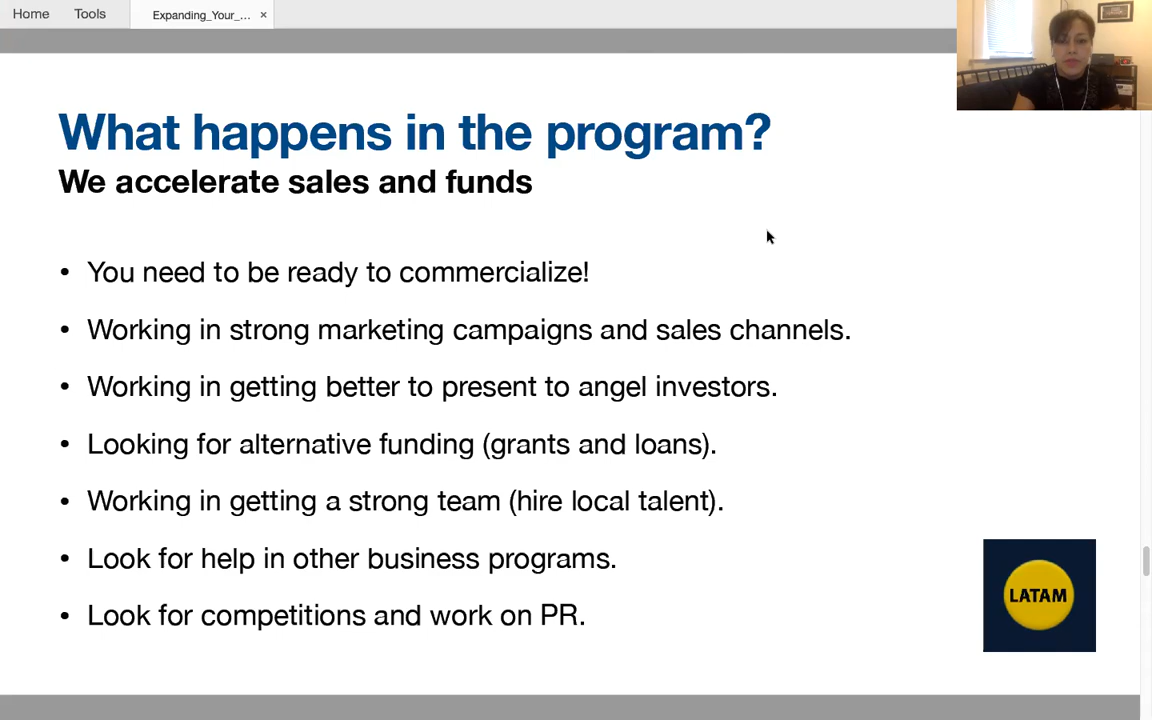 Home Tools Expanding_Your_... ×
What happens in the program?
We accelerate sales and funds
• You need to be ready to commercialize!
• Working in strong marketing campaigns and sales channels.
• Working in getting better to present to angel investors.
• Looking for alternative funding (grants and loans).
• Working in getting a strong team (hire local talent).
• Look for help in other business programs.
• Look for competitions and work on PR.
LATAM